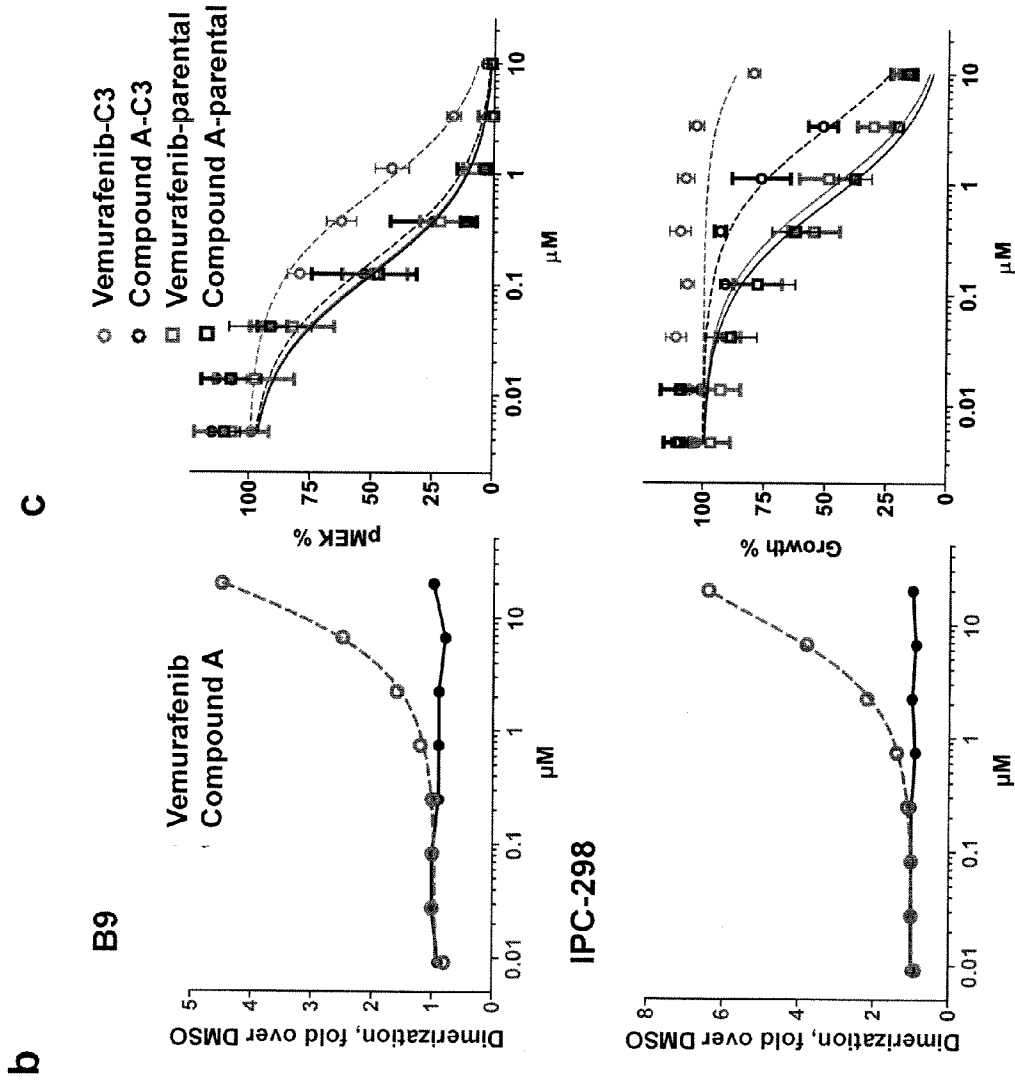 b
B9
Vemurafenib
Compound A
Dimerization, fold over DMSO
5
4
3
2
1
0
0.01
0.1
1
10
µM
IPC-298
Dimerization, fold over DMSO
8
6
4
2
0
0.01
0.1
1
10
µM
c
Vemurafenib-C3
Compound A-C3
Vemurafenib-parental
Compound A-parental
pMEK %
100
75
50
25
0
0.01
0.1
1
10
µM
Growth %
100
75
50
25
0
0.01
0.1
1
10
µM